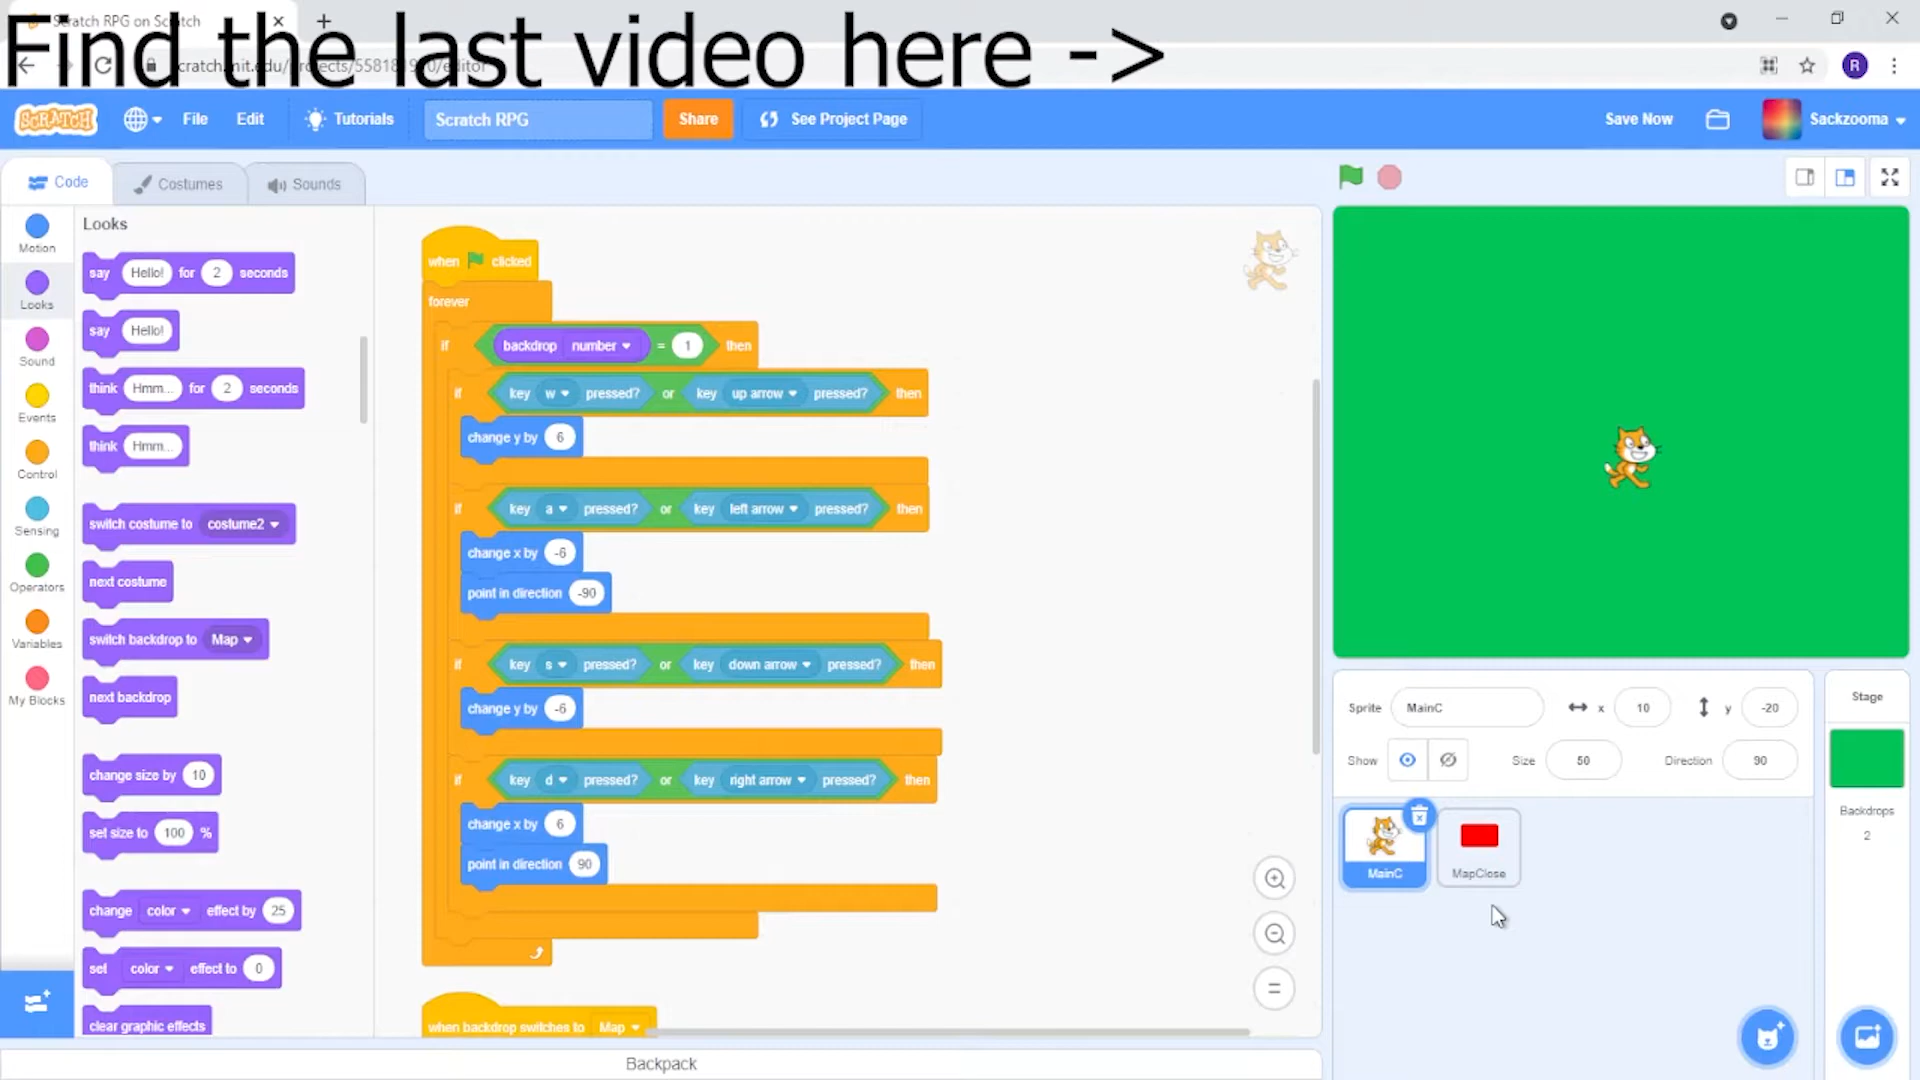 Scratch RPG on Scratch
Find the last video here ->
SCRATCH
File
Edit
Tutorials
Scratch RPG
Share
See Project Page
Save Now
Sackzooma
R
Code
Costumes
Sounds
Motion
Looks
Sound
Events
Control
Sensing
Operators
Variables
My Blocks
Looks
say Hello! for 2 seconds
say Hello!
think Hmm... for 2 seconds
think Hmm...
switch costume to costume2
next costume
switch backdrop to Map
next backdrop
change size by 10
set size to 100 %
change color effect by 25
set color effect to 0
clear graphic effects
when clicked
forever
if backdrop number = 1 then
if key w pressed? or key up arrow pressed? then
change y by 6
if key a pressed? or key left arrow pressed? then
change x by -6
point in direction -90
if key s pressed? or key down arrow pressed? then
change y by -6
if key d pressed? or key right arrow pressed? then
change x by 6
point in direction 90
when backdrop switches to Map
Backpack
Sprite MainC x 10 y -20
Show Size 50 Direction 90
MainC
MapClose
Stage
Backdrops
2